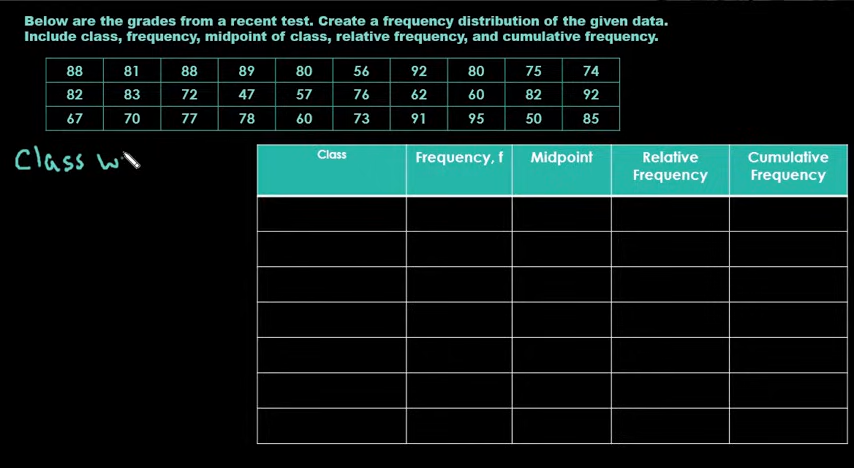 Below are the grades from a recent test. Create a frequency distribution of the given data.
Include class, frequency, midpoint of class, relative frequency, and cumulative frequency.
88 81 88 89 80 56 92 80 75 74
82 83 72 47 57 76 62 60 82 92
67 70 77 78 60 73 91 95 50 85
Class w
Class Frequency, f Midpoint Relative Frequency Cumulative Frequency